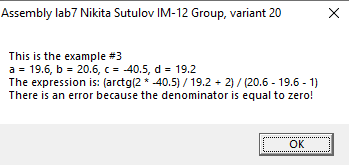 Assembly lab7 Nikita Sutulov IM-12 Group, variant 20
This is the example #3
a = 19.6, b = 20.6, c = -40.5, d = 19.2
The expression is: (arctg(2 * -40.5) / 19.2 + 2) / (20.6 - 19.6 - 1)
There is an error because the denominator is equal to zero!
OK